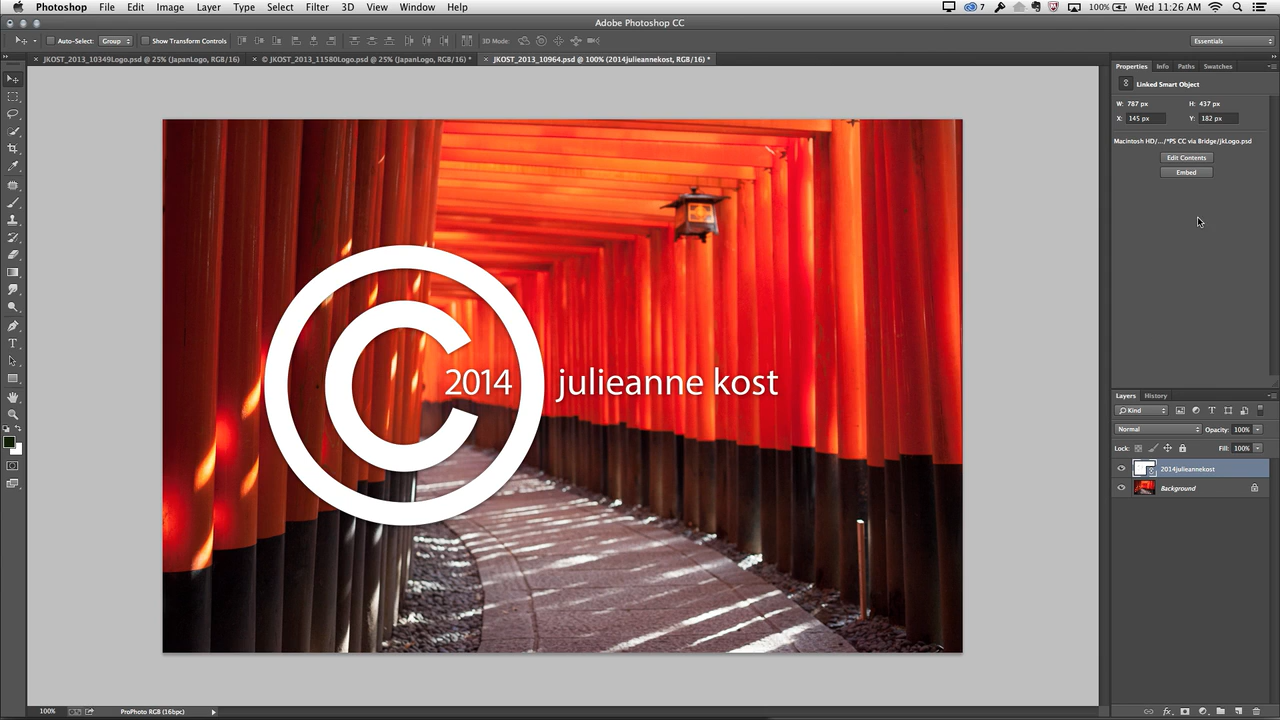 Photoshop File Edit Image Layer Type Select Filter 3D View Window Help 7 100% Wed 11:26 AM
Adobe Photoshop CC
Auto-Select: Group Show Transform Controls 3D Mode: Essentials
JKOST_2013_10349Logo.psd @ 25% (JapanLogo, RGB/16) © JKOST_2013_11580Logo.psd @ 25% (JapanLogo, RGB/16) * JKOST_2013_10964.psd @ 100% (2014julieannekost, RGB/16) *
Properties Info Paths Swatches
Linked Smart Object
W: 787 px H: 437 px
X: 145 px Y: 182 px
Macintosh HD/.../*PS CC via Bridge/jkLogo.psd
Edit Contents
Embed
© 2014 julieanne kost
Layers History
Kind
Normal Opacity: 100%
Lock: Fill: 100%
2014julieannekost
Background
100% ProPhoto RGB (16bpc)